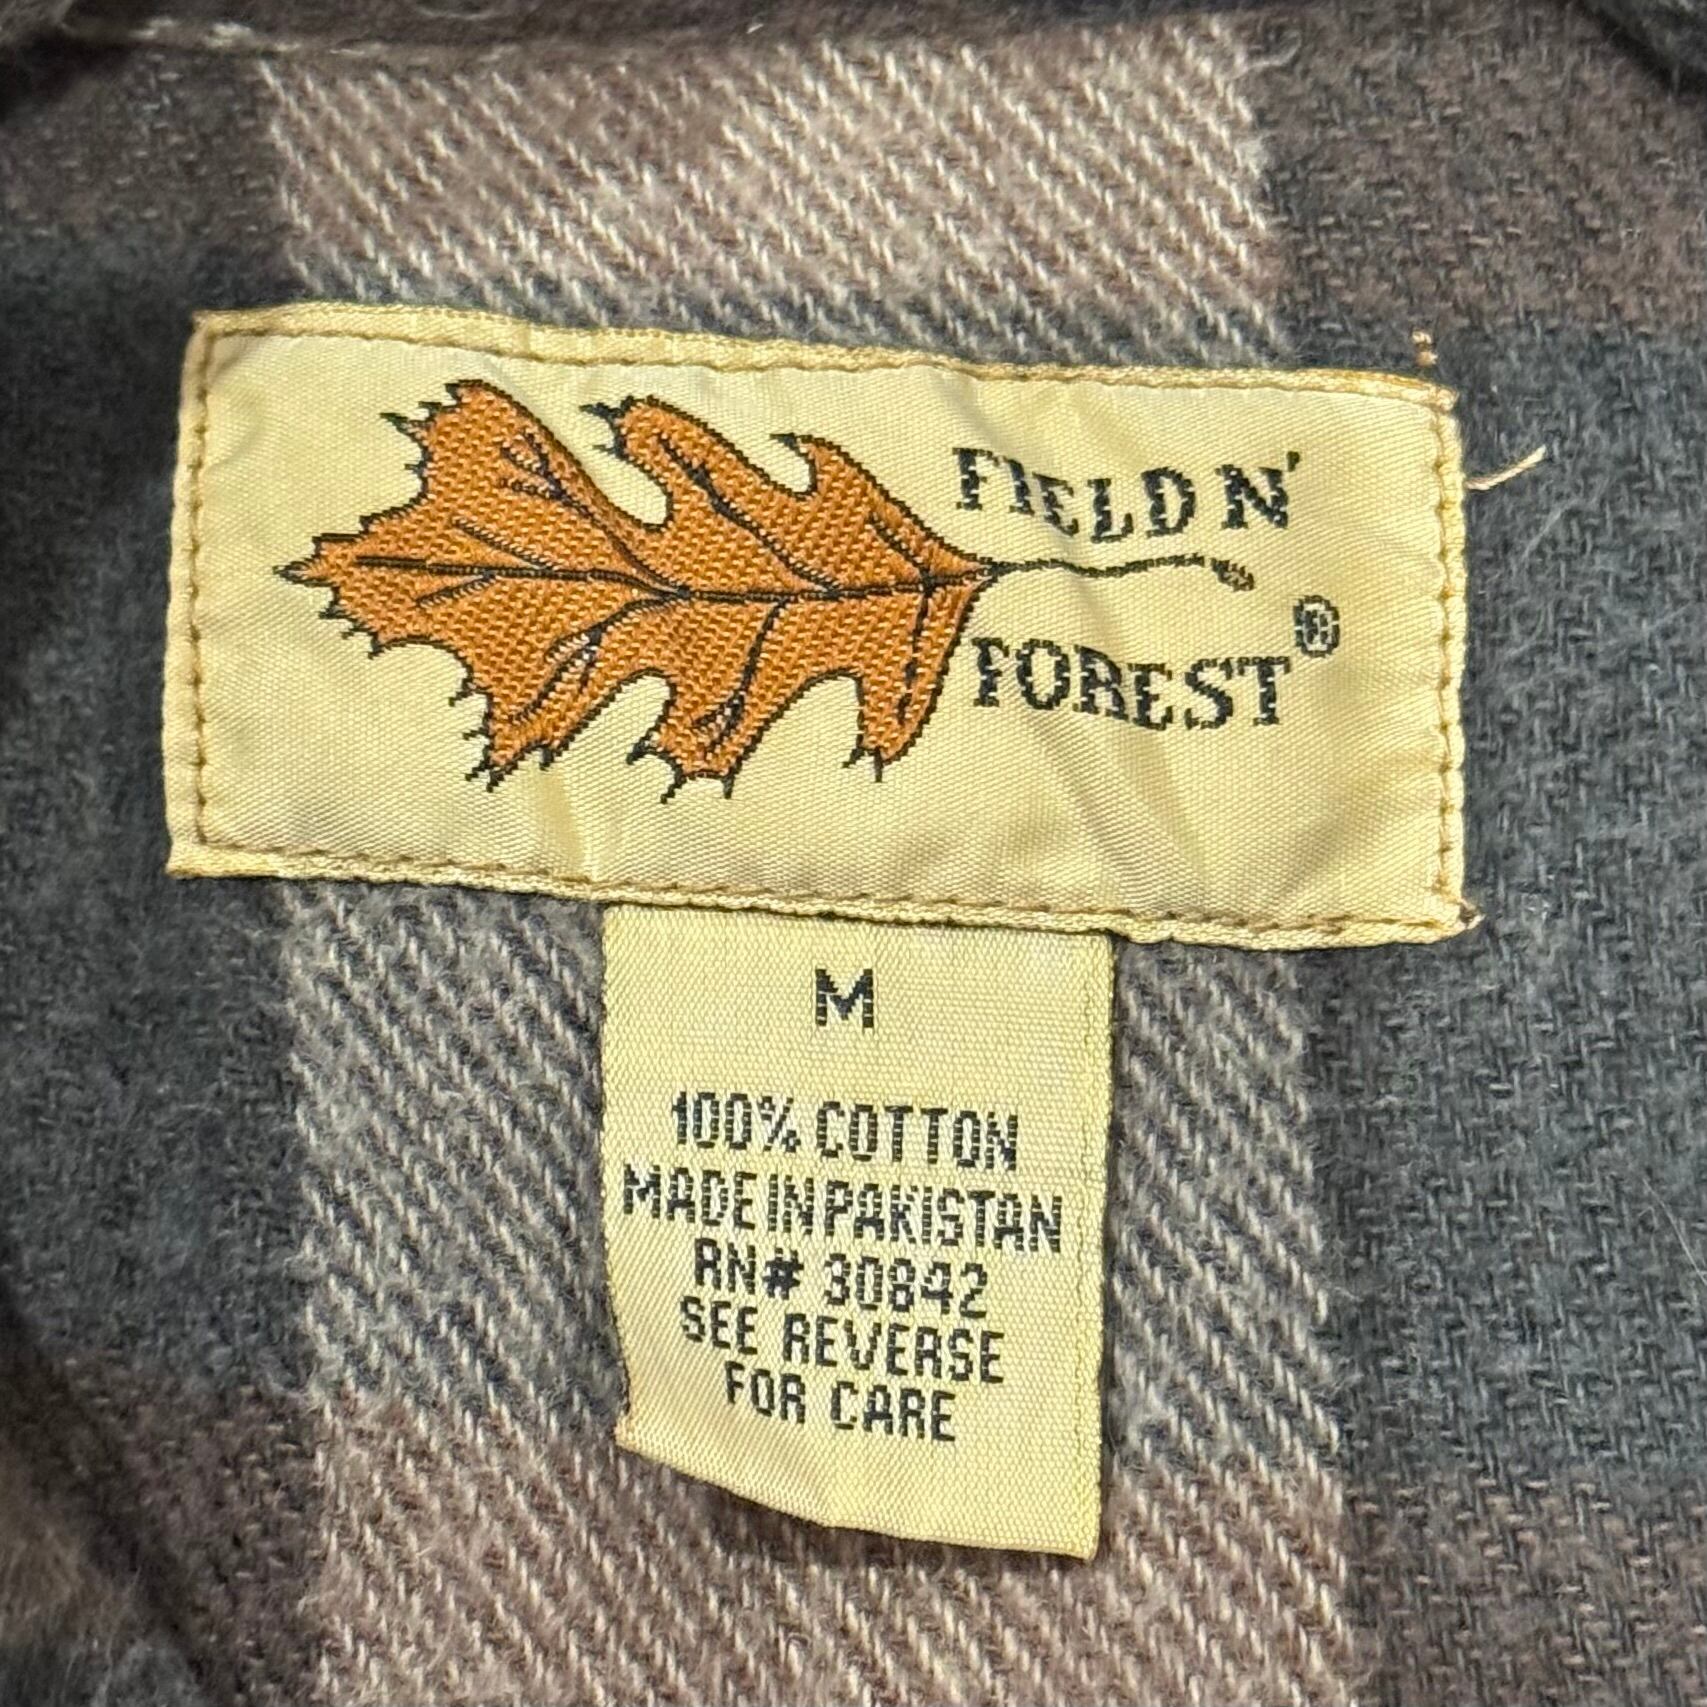 FIELD N'
FOREST®
M
100% COTTON
MADE IN PAKISTAN
RN# 30842
SEE REVERSE
FOR CARE